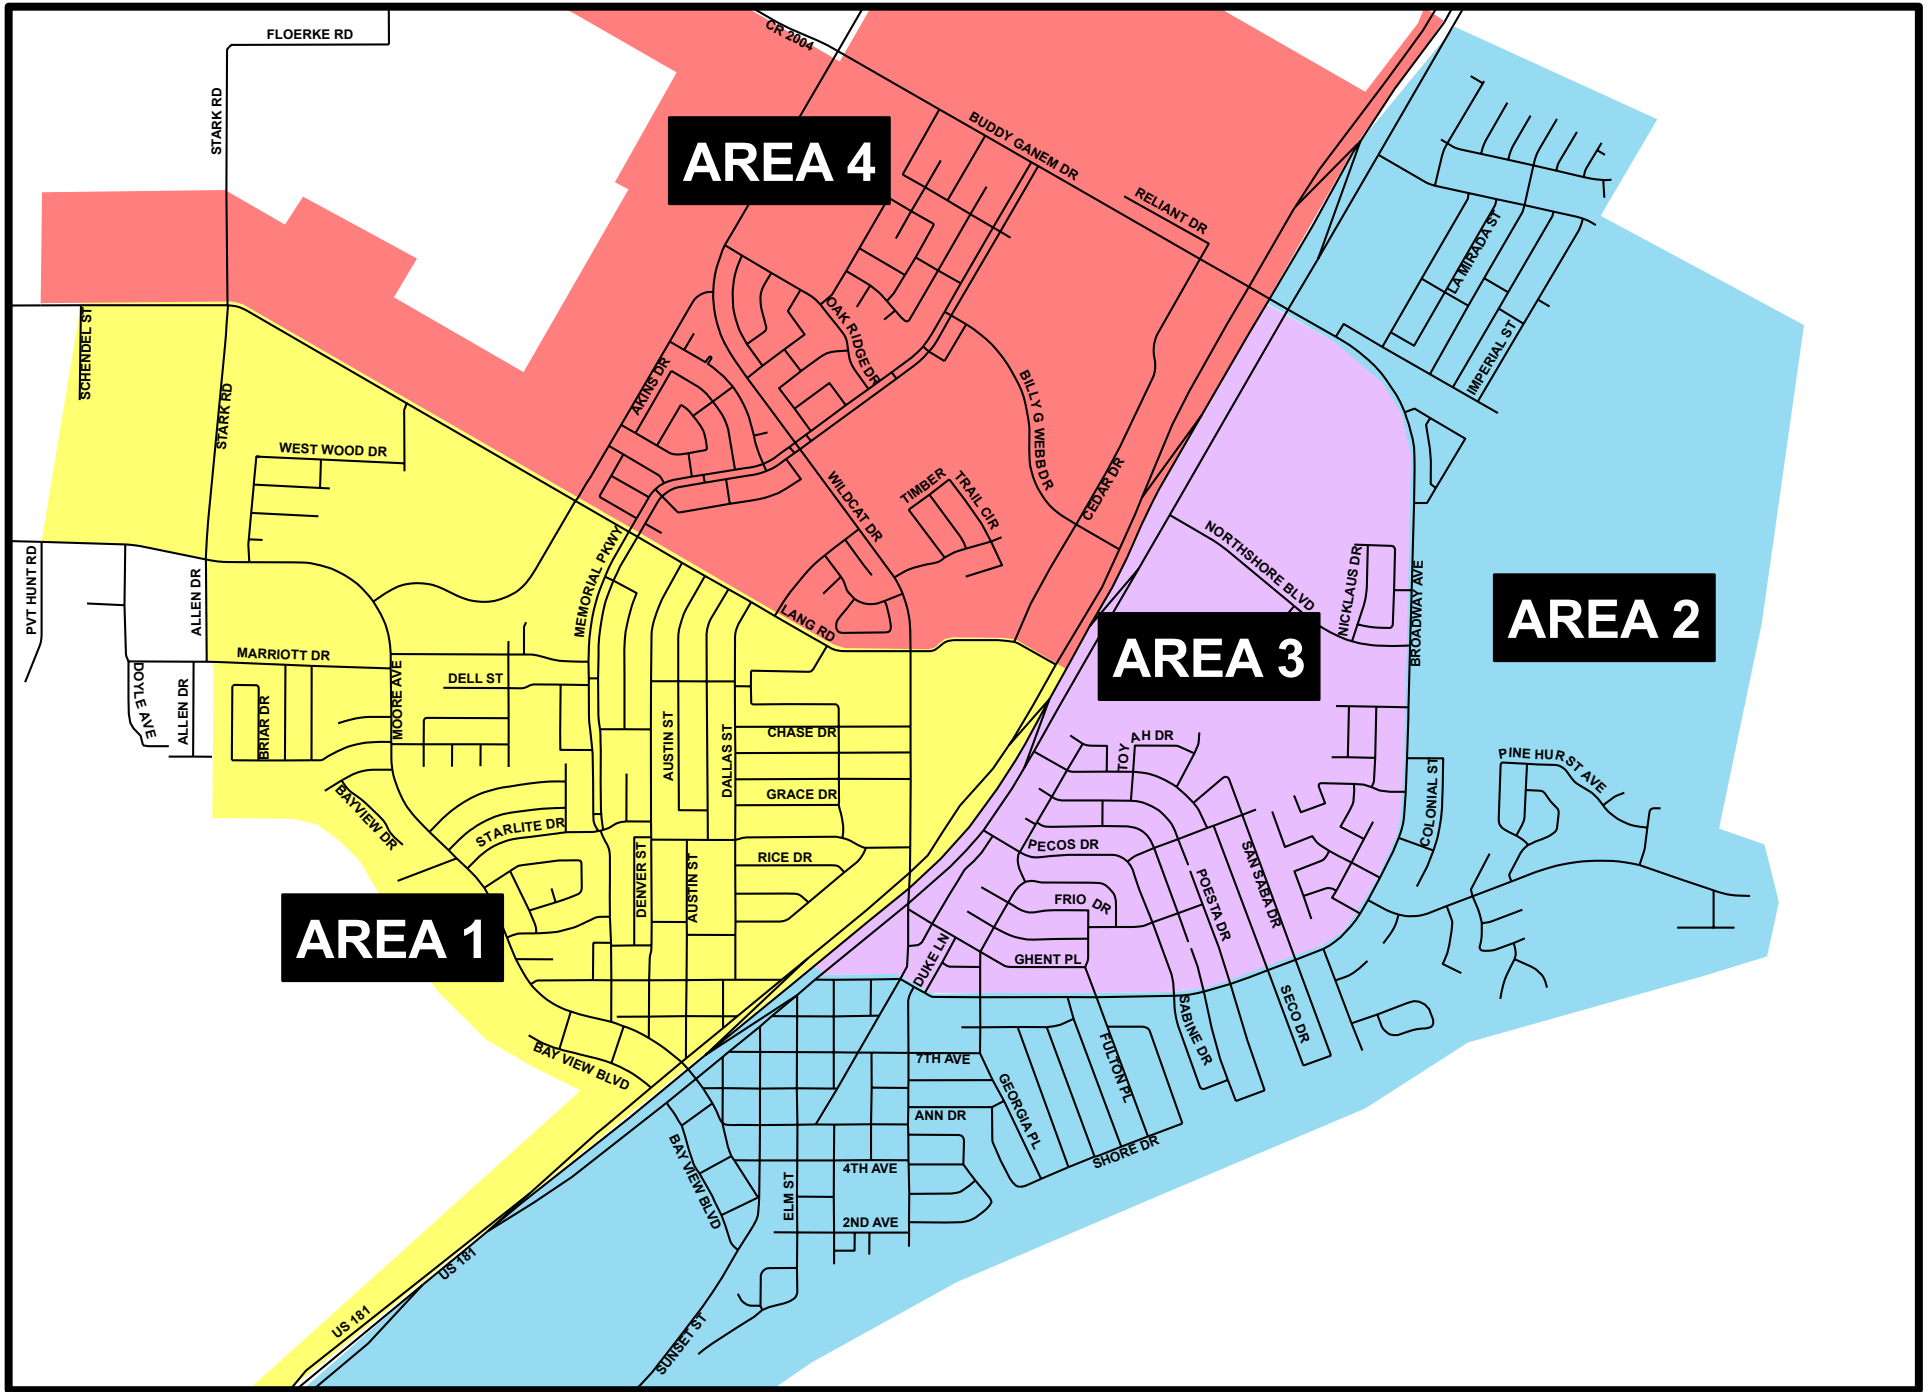 FLOERKE RD
CR 2004
STARK RD
AREA 4
BUDDY GANEM DR
RELIANT DR
LA MIRADA ST
IMPERIAL ST
SCHENDEL ST
STARK RD
WEST WOOD DR
AKINS DR
OAK RIDGE DR
BILLY G WEBB DR
WILDCAT DR
TIMBER
TRAIL CIR
CEDAR DR
NORTHSHORE BLVD
NICKLAUS DR
BROADWAY AVE
PVT HUNT RD
ALLEN DR
MEMORIAL PKWY
LANG RD
AREA 3
AREA 2
MARRIOTT DR
DOYLE AVE
ALLEN DR
BRIAR DR
MOORE AVE
DELL ST
AUSTIN ST
DALLAS ST
CHASE DR
GRACE DR
TOY
AH DR
PINE HURST AVE
COLONIAL ST
BAYVIEW DR
STARLITE DR
DENVER ST
AUSTIN ST
RICE DR
PECOS DR
FRIO DR
POESTA DR
SAN SABA DR
AREA 1
DUKE LN
GHENT PL
SABINE DR
SECO DR
BAY VIEW BLVD
7TH AVE
ANN DR
GEORGIA PL
FULTON PL
SHORE DR
BAY VIEW BLVD
4TH AVE
ELM ST
2ND AVE
US 181
US 181
SUNSET ST